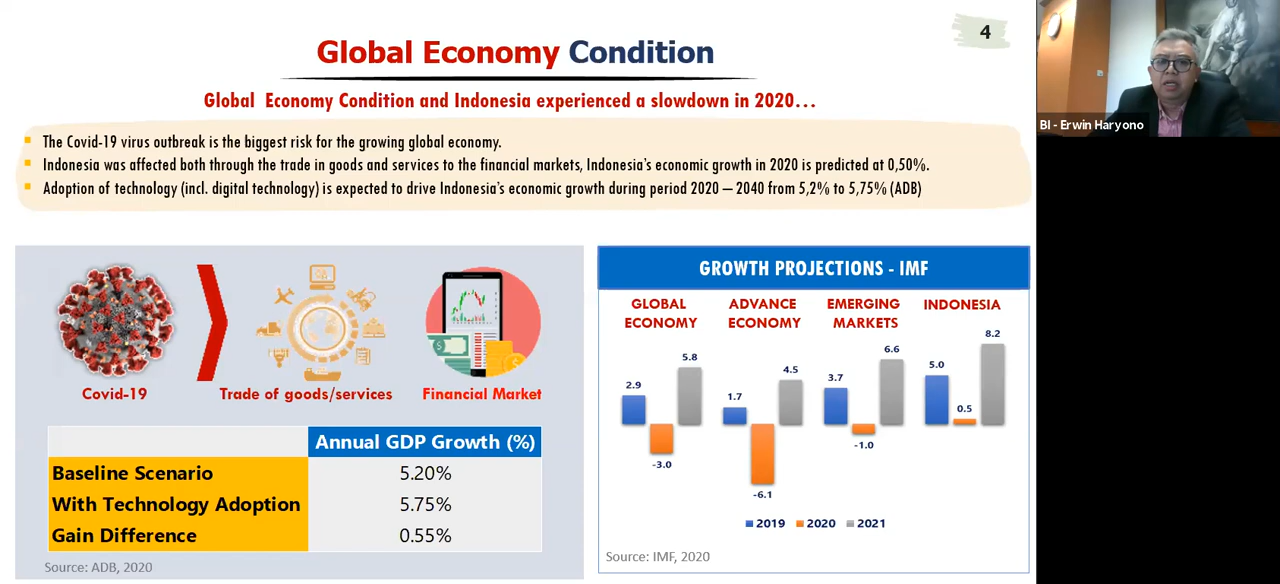 4
Global Economy Condition
Global Economy Condition and Indonesia experienced a slowdown in 2020...
The Covid-19 virus outbreak is the biggest risk for the growing global economy.
Indonesia was affected both through the trade in goods and services to the financial markets, Indonesia's economic growth in 2020 is predicted at 0,50%.
Adoption of technology (incl. digital technology) is expected to drive Indonesia's economic growth during period 2020 – 2040 from 5,2% to 5,75% (ADB)
Covid-19
Trade of goods/services
Financial Market
Annual GDP Growth (%)
Baseline Scenario 5.20%
With Technology Adoption 5.75%
Gain Difference 0.55%
Source: ADB, 2020
GROWTH PROJECTIONS - IMF
GLOBAL ECONOMY
ADVANCE ECONOMY
EMERGING MARKETS
INDONESIA
2.9
-3.0
5.8
1.7
-6.1
4.5
3.7
-1.0
6.6
5.0
0.5
8.2
2019 2020 2021
Source: IMF, 2020
BI - Erwin Haryono